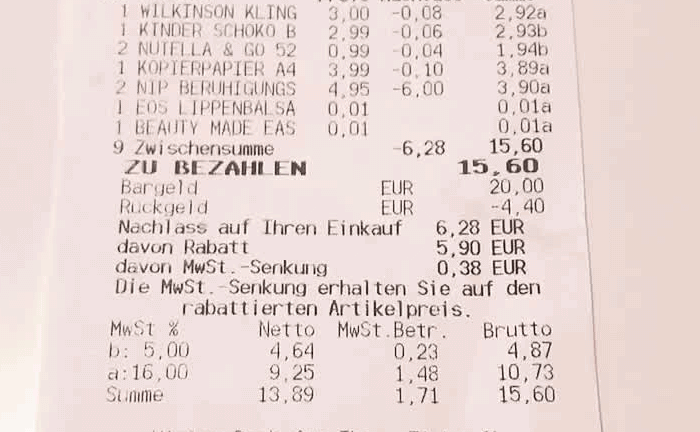 1 WILKINSON KLING 3,00 -0,08 2,92a
1 KINDER SCHOKO B 2,99 -0,06 2,93b
2 NUTELLA & GO 52 0,99 -0,04 1,94b
1 KOPIERPAPIER A4 3,99 -0,10 3,89a
2 NIP BERUHIGUNGS 4,95 -6,00 3,90a
1 EOS LIPPENBALSA 0,01 0,01a
1 BEAUTY MADE EAS 0,01 0,01a
9 Zwischensumme -6,28 15,60
ZU BEZAHLEN 15,60
Bargeld EUR 20,00
Rückgeld EUR -4,40
Nachlass auf Ihren Einkauf 6,28 EUR
davon Rabatt 5,90 EUR
davon MwSt.-Senkung 0,38 EUR
Die MwSt.-Senkung erhalten Sie auf den
rabattierten Artikelpreis.
MwSt % Netto MwSt.Betr. Brutto
b: 5,00 4,64 0,23 4,87
a:16,00 9,25 1,48 10,73
Summe 13,89 1,71 15,60